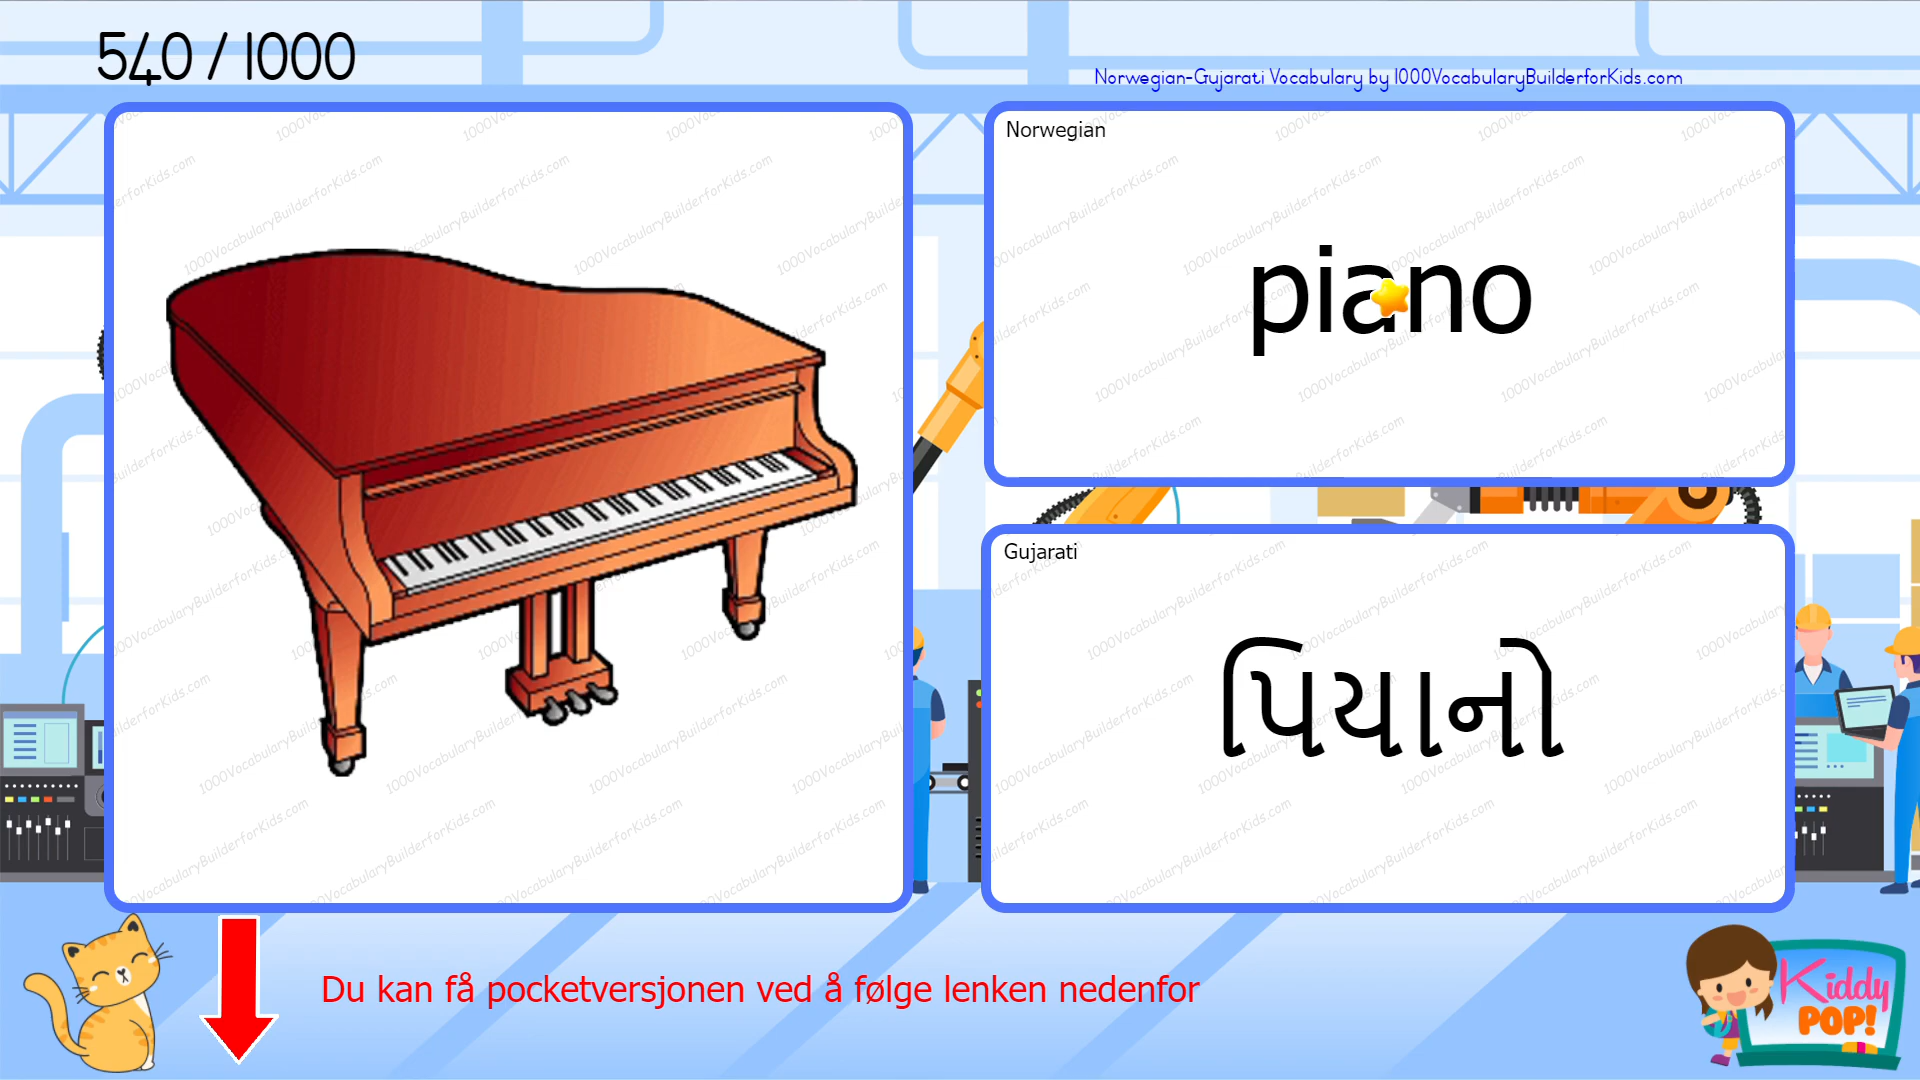 540 / 1000
Norwegian-Gujarati Vocabulary by 1000VocabularyBuilderforKids.com
Norwegian
piano
Gujarati
પિયાનો
Du kan få pocketversjonen ved å følge lenken nedenfor
Kiddy
POP!